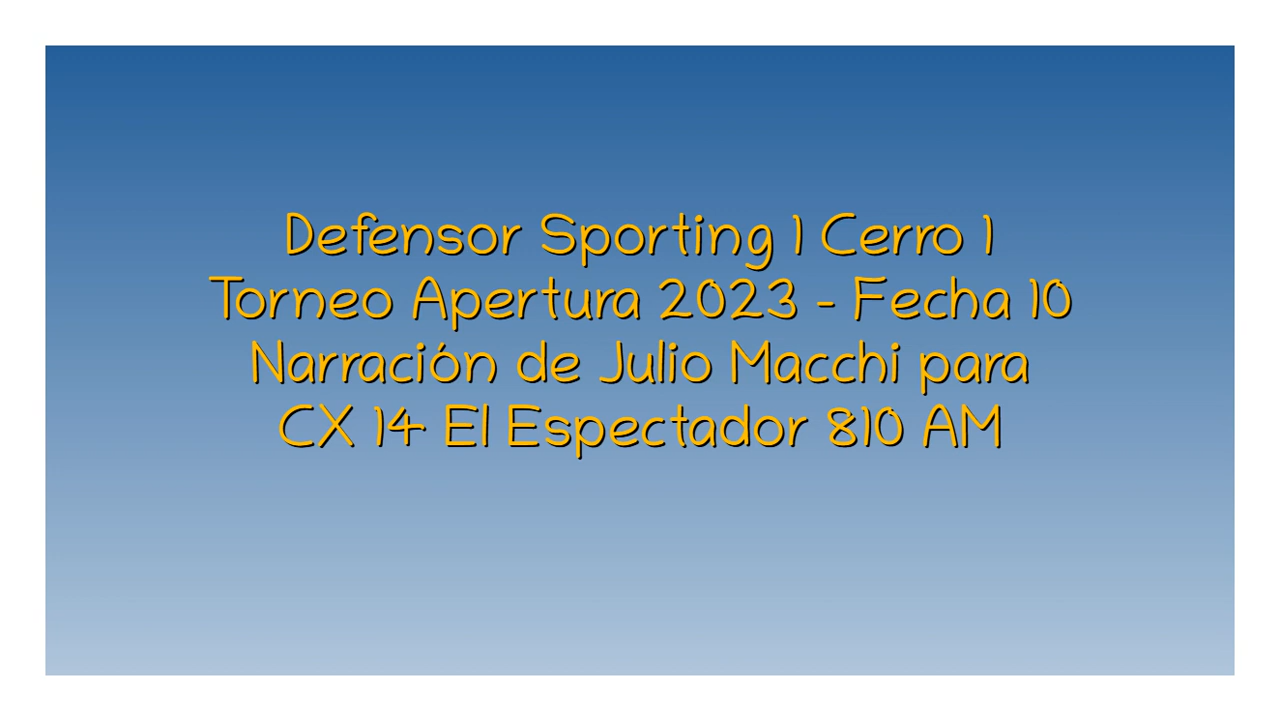 Defensor Sporting 1 Cerro 1
Torneo Apertura 2023 - Fecha 10
Narración de Julio Macchi para
CX 14 El Espectador 810 AM